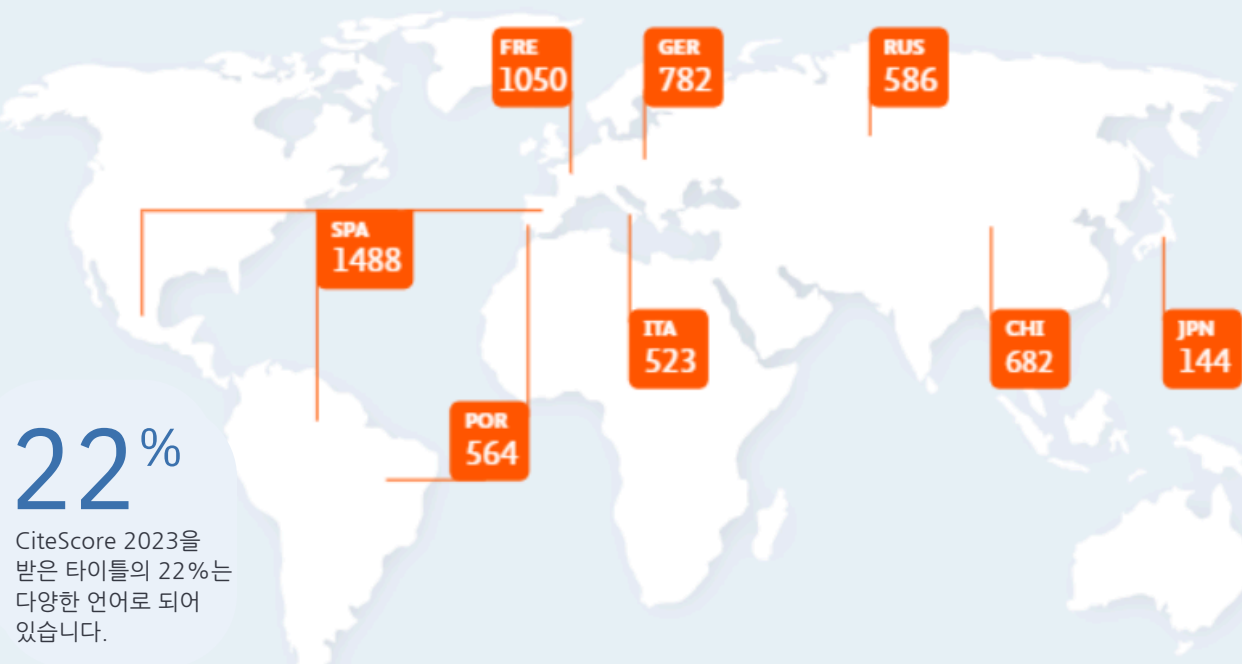 FRE
1050
GER
782
RUS
586
SPA
1488
ITA
523
CHI
682
JPN
144
POR
564
22%
CiteScore 2023을
받은 타이틀의 22%는
다양한 언어로 되어
있습니다.